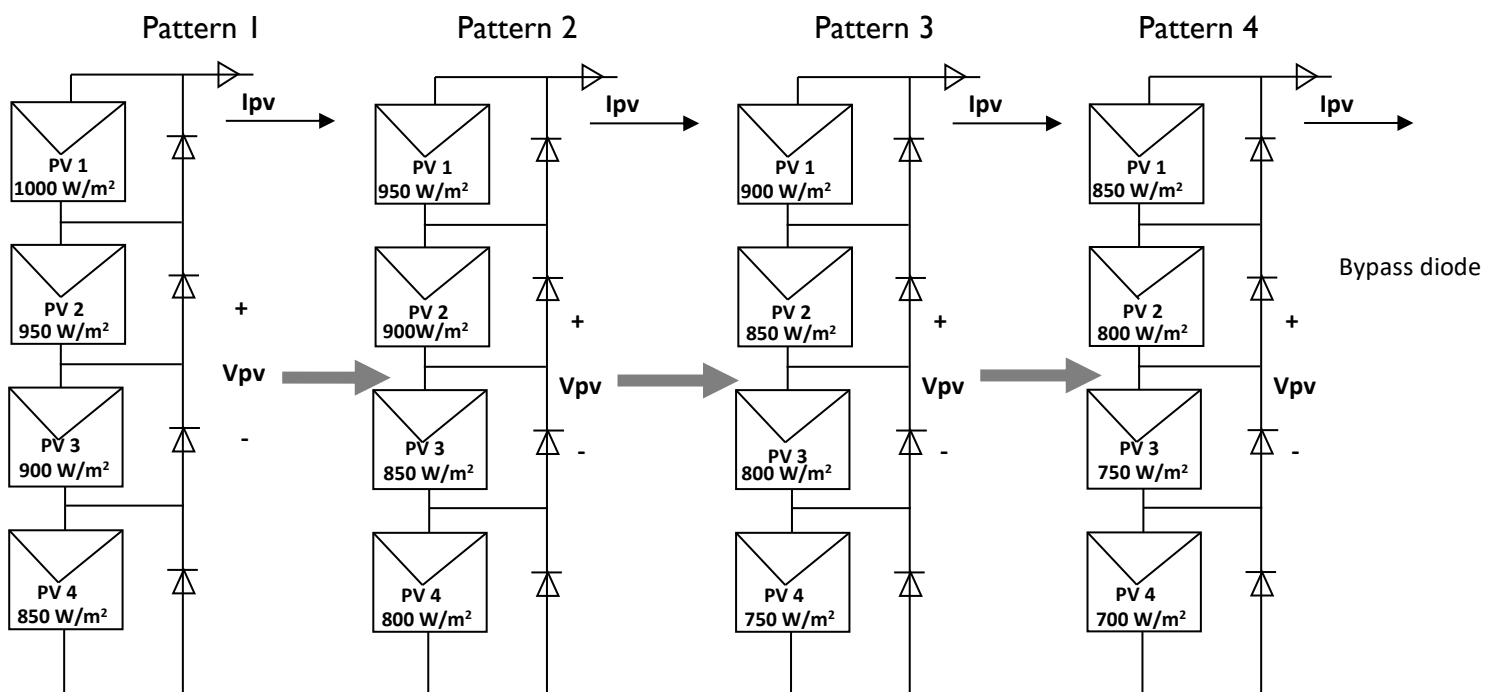 Pattern 1
Pattern 2
Pattern 3
Pattern 4
Ipv
PV 1
1000 W/m²
PV 2
950 W/m²
+
Vpv
PV 3
900 W/m²
-
PV 4
850 W/m²
Ipv
PV 1
950 W/m²
PV 2
900W/m²
+
Vpv
PV 3
850 W/m²
-
PV 4
800 W/m²
Ipv
PV 1
900 W/m²
PV 2
850 W/m²
+
Vpv
PV 3
800 W/m²
-
PV 4
750 W/m²
Ipv
PV 1
850 W/m²
PV 2
800 W/m²
+
Vpv
PV 3
750 W/m²
-
PV 4
700 W/m²
Bypass diode